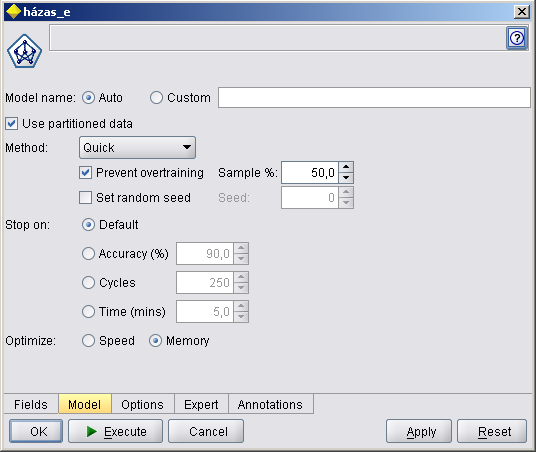 házas_e
?
Model name: Auto Custom
Use partitioned data
Method: Quick
Prevent overtraining Sample %: 50,0
Set random seed Seed: 0
Stop on: Default
Accuracy (%) 90,0
Cycles 250
Time (mins) 5,0
Optimize: Speed Memory
Fields Model Options Expert Annotations
OK Execute Cancel Apply Reset